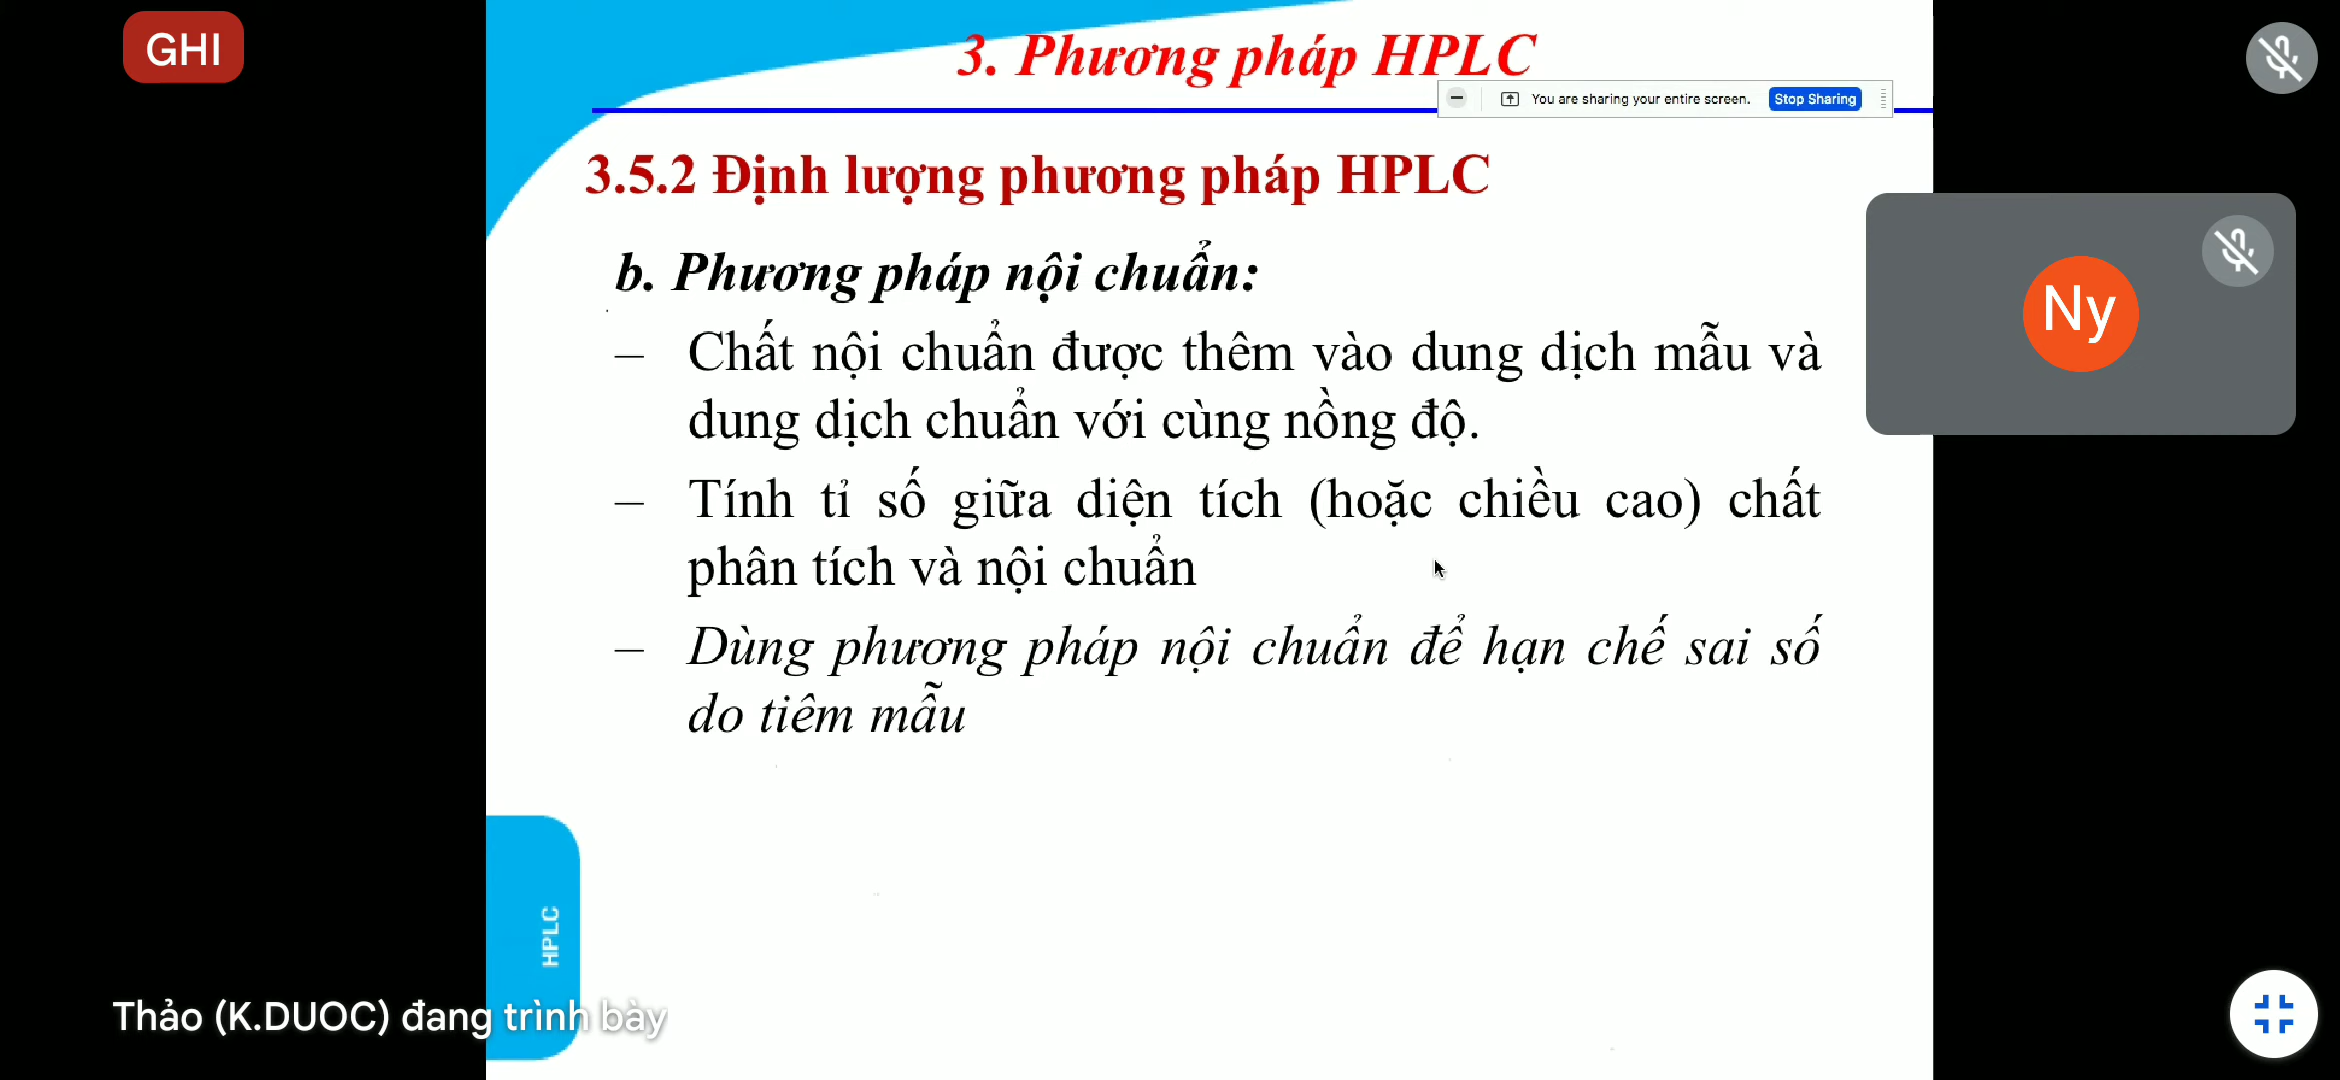 GHI
3. Phương pháp HPLC
You are sharing your entire screen.
Stop Sharing
3.5.2 Định lượng phương pháp HPLC
b. Phương pháp nội chuẩn:
– Chất nội chuẩn được thêm vào dung dịch mẫu và
dung dịch chuẩn với cùng nồng độ.
– Tính tỉ số giữa diện tích (hoặc chiều cao) chất
phân tích và nội chuẩn
– Dùng phương pháp nội chuẩn để hạn chế sai số
do tiêm mẫu
Ny
HPLC
Thảo (K.DUOC) đang trình bày